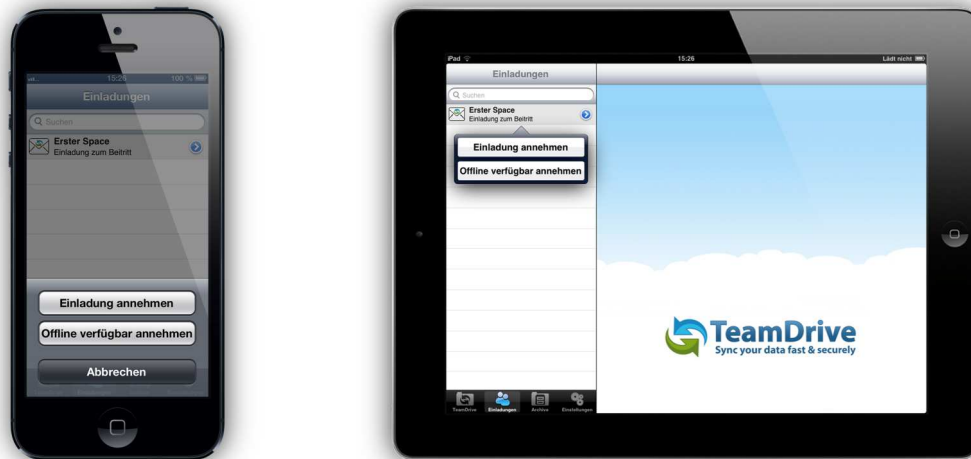 15:26
100 %
Einladungen
Suchen
Erster Space
Einladung zum Beitritt
Einladung annehmen
Offline verfügbar annehmen
Abbrechen
iPad
15:26
Lädt nicht
Einladungen
Suchen
Erster Space
Einladung zum Beitritt
Einladung annehmen
Offline verfügbar annehmen
TeamDrive
Sync your data fast & securely
TeamDrive Einladungen Archive Einstellungen